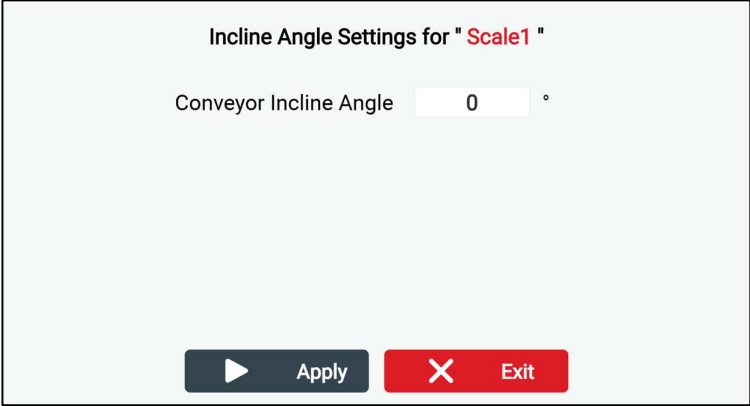 Incline Angle Settings for " Scale1 "
Conveyor Incline Angle 0 °
Apply Exit